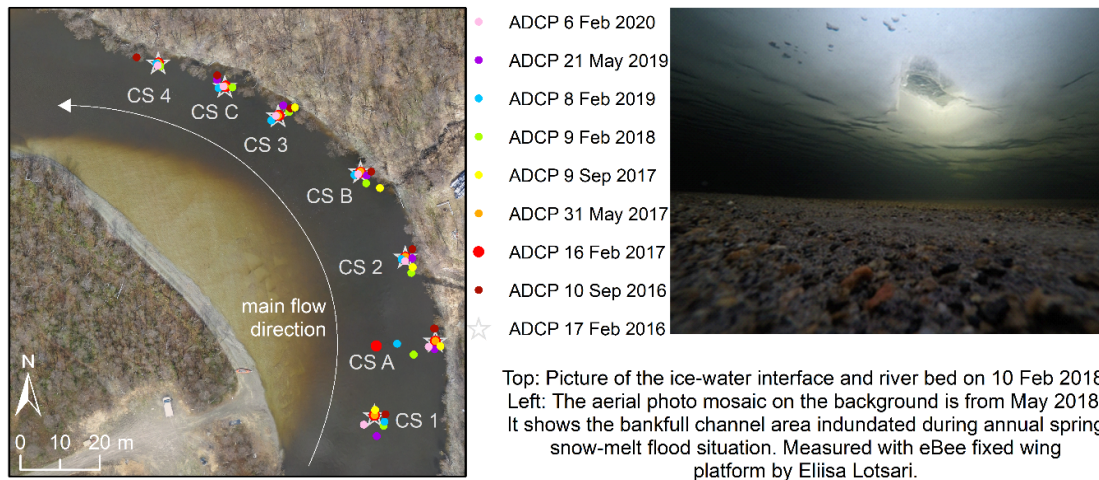 CS 4
CS C
CS 3
CS B
CS 2
main flow
direction
CS A
CS 1
N
0 10 20 m
ADCP 6 Feb 2020
ADCP 21 May 2019
ADCP 8 Feb 2019
ADCP 9 Feb 2018
ADCP 9 Sep 2017
ADCP 31 May 2017
ADCP 16 Feb 2017
ADCP 10 Sep 2016
ADCP 17 Feb 2016
Top: Picture of the ice-water interface and river bed on 10 Feb 2018
Left: The aerial photo mosaic on the background is from May 2018
It shows the bankfull channel area indundated during annual spring
snow-melt flood situation. Measured with eBee fixed wing
platform by Eliisa Lotsari.